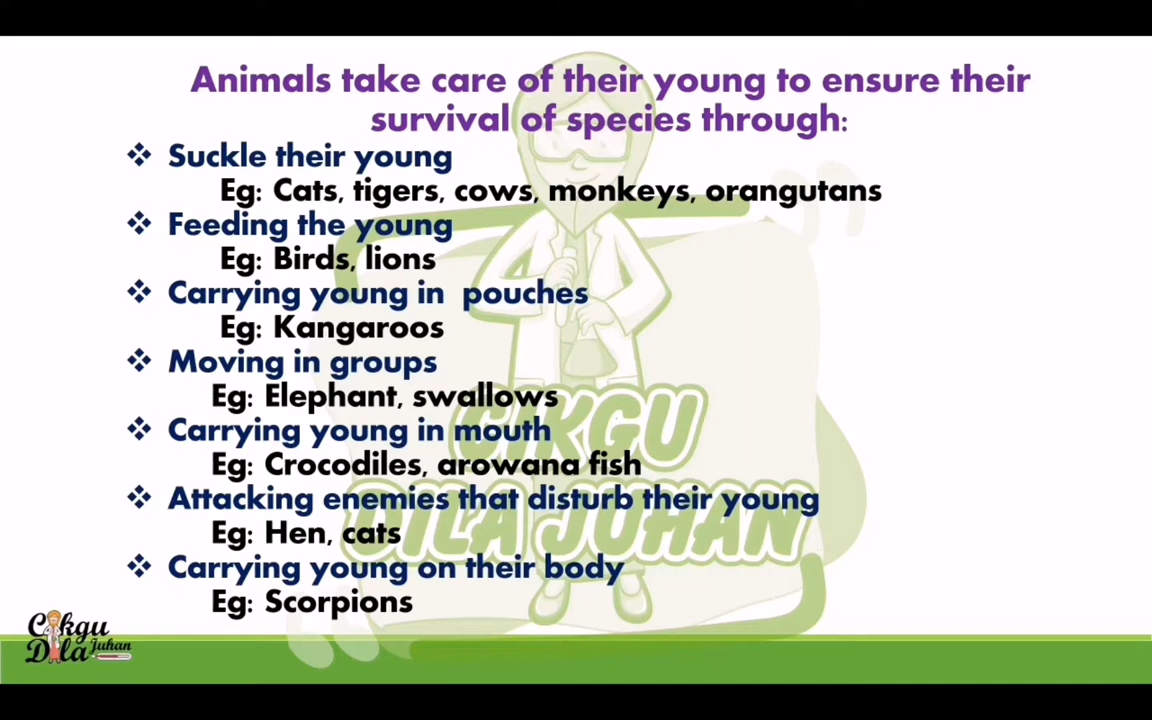 Animals take care of their young to ensure their
survival of species through:
❖ Suckle their young
Eg: Cats, tigers, cows, monkeys, orangutans
❖ Feeding the young
Eg: Birds, lions
❖ Carrying young in  pouches
Eg: Kangaroos
❖ Moving in groups
Eg: Elephant, swallows
❖ Carrying young in mouth
Eg: Crocodiles, arowana fish
❖ Attacking enemies that disturb their young
Eg: Hen, cats
❖ Carrying young on their body
Eg: Scorpions
CIKGU
DILA JUHAN
Cikgu
Dila Juhan